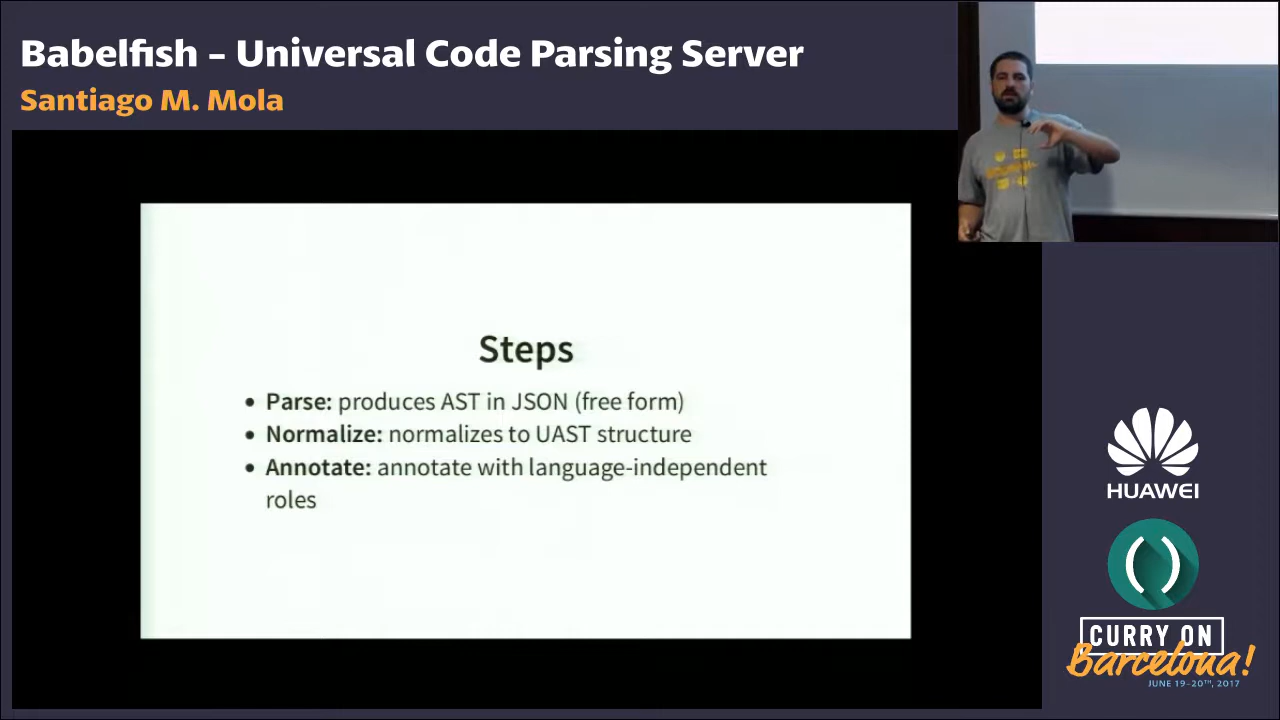 Babelfish – Universal Code Parsing Server
Santiago M. Mola
Steps
• Parse: produces AST in JSON (free form)
• Normalize: normalizes to UAST structure
• Annotate: annotate with language-independent
roles
HUAWEI
CURRY ON
Barcelona!
JUNE 19-20TH, 2017